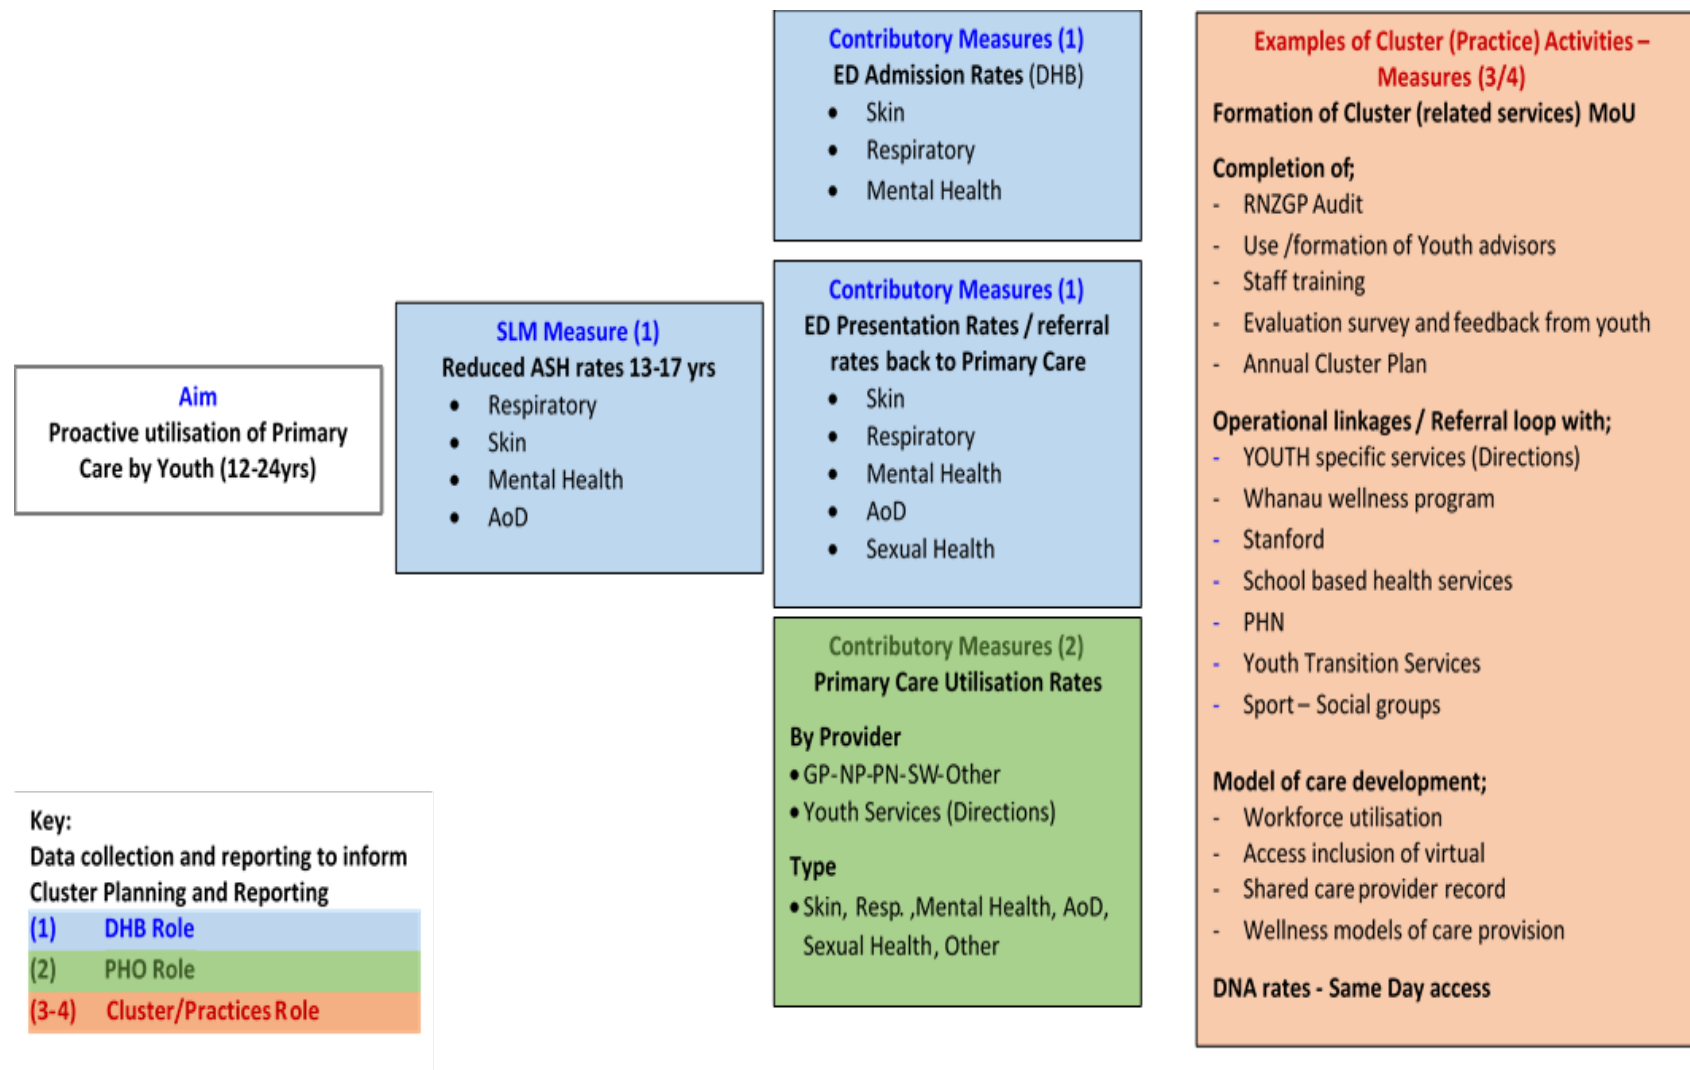 Aim
Proactive utilisation of Primary
Care by Youth (12-24yrs)
SLM Measure (1)
Reduced ASH rates 13-17 yrs
• Respiratory
• Skin
• Mental Health
• AoD
Contributory Measures (1)
ED Admission Rates (DHB)
• Skin
• Respiratory
• Mental Health
Contributory Measures (1)
ED Presentation Rates / referral
rates back to Primary Care
• Skin
• Respiratory
• Mental Health
• AoD
• Sexual Health
Contributory Measures (2)
Primary Care Utilisation Rates
By Provider
• GP-NP-PN-SW-Other
• Youth Services (Directions)
Type
• Skin, Resp. ,Mental Health, AoD,
Sexual Health, Other
Examples of Cluster (Practice) Activities –
Measures (3/4)
Formation of Cluster (related services) MoU
Completion of;
- RNZGP Audit
- Use /formation of Youth advisors
- Staff training
- Evaluation survey and feedback from youth
- Annual Cluster Plan
Operational linkages / Referral loop with;
- YOUTH specific services (Directions)
- Whanau wellness program
- Stanford
- School based health services
- PHN
- Youth Transition Services
- Sport – Social groups
Model of care development;
- Workforce utilisation
- Access inclusion of virtual
- Shared care provider record
- Wellness models of care provision
DNA rates - Same Day access
Key:
Data collection and reporting to inform
Cluster Planning and Reporting
(1) DHB Role
(2) PHO Role
(3-4) Cluster/Practices Role